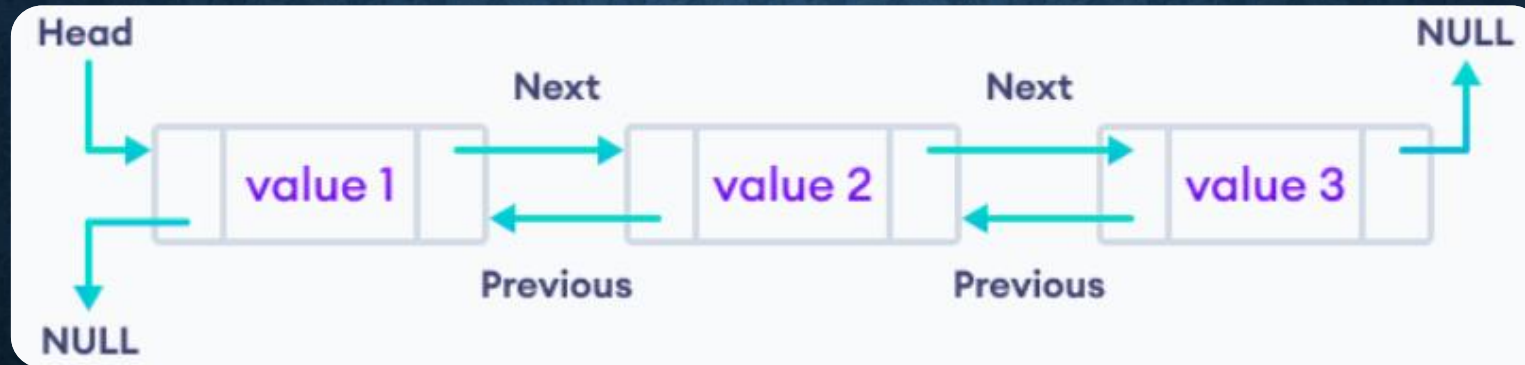 Head
NULL
Next
Next
value 1
value 2
value 3
Previous
Previous
NULL